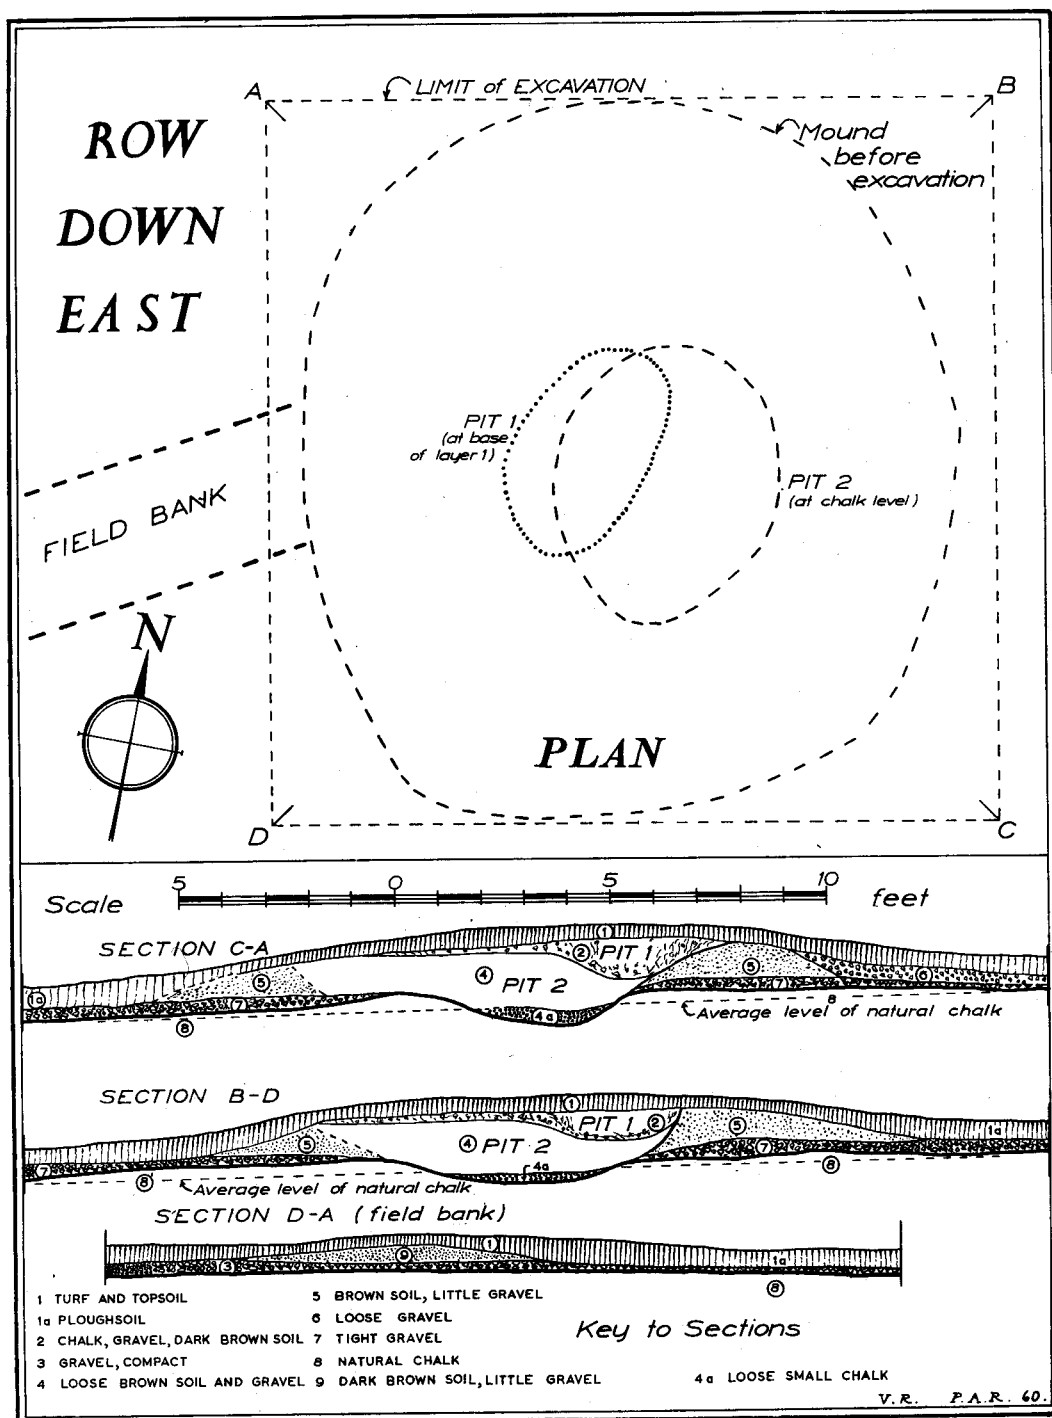 A
LIMIT of EXCAVATION
B
ROW
DOWN
EAST
Mound
before
excavation
PIT 1
(at base
of layer 1)
PIT 2
(at chalk level)
FIELD BANK
N
PLAN
D
C
Scale
5
0
5
10
feet
SECTION C-A
1
2
PIT 1
4
PIT 2
5
5
6
1a
7
7
4a
8
8
Average level of natural chalk
SECTION B-D
1
PIT 1
2
4
PIT 2
5
5
1a
7
7
4a
8
8
Average level of natural chalk
SECTION D-A (field bank)
1
9
3
1a
8
1 TURF AND TOPSOIL
1a PLOUGHSOIL
2 CHALK, GRAVEL, DARK BROWN SOIL
3 GRAVEL, COMPACT
4 LOOSE BROWN SOIL AND GRAVEL
5 BROWN SOIL, LITTLE GRAVEL
6 LOOSE GRAVEL
7 TIGHT GRAVEL
8 NATURAL CHALK
9 DARK BROWN SOIL, LITTLE GRAVEL
Key to Sections
4a LOOSE SMALL CHALK
V.R. P.A.R. 60.